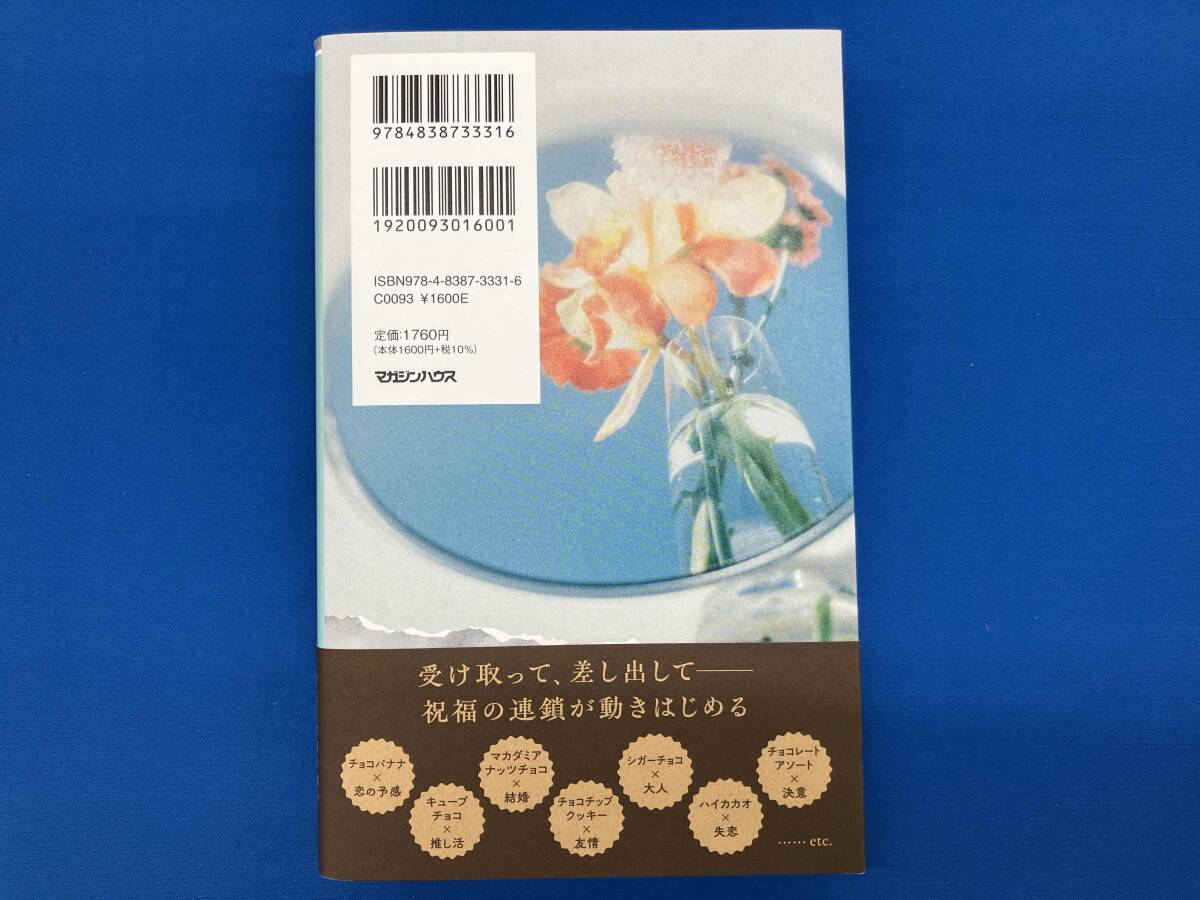 9784838733316
1920093016001
ISBN978-4-8387-3331-6
C0093 ¥1600E
定価:1760円
(本体1600円+税10%)
マガジンハウス
受け取って、差し出して——
祝福の連鎖が動きはじめる
チョコバナナ
×
恋の予感
キューブ
チョコ
×
推し活
マカダミア
ナッツチョコ
×
結婚
チョコチップ
クッキー
×
友情
シガーチョコ
×
大人
ハイカカオ
×
失恋
チョコレート
アソート
×
決意
…… etc.